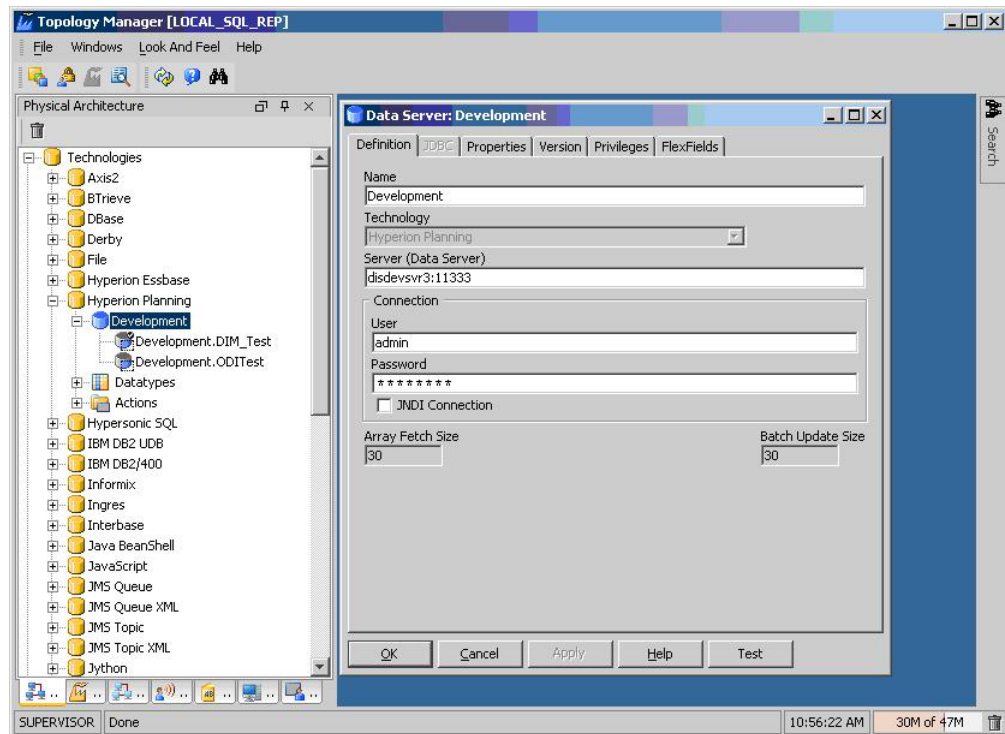 Topology Manager [LOCAL_SQL_REP]
File Windows Look And Feel Help
Physical Architecture
Technologies
Axis2
BTrieve
DBase
Derby
File
Hyperion Essbase
Hyperion Planning
Development
Development.DIM_Test
Development.ODITest
Datatypes
Actions
Hypersonic SQL
IBM DB2 UDB
IBM DB2/400
Informix
Ingres
Interbase
Java BeanShell
JavaScript
JMS Queue
JMS Queue XML
JMS Topic
JMS Topic XML
Jython
Data Server: Development
Definition JDBC Properties Version Privileges FlexFields
Name
Development
Technology
Hyperion Planning
Server (Data Server)
disdevsvr3:11333
Connection
User
admin
Password
********
JNDI Connection
Array Fetch Size Batch Update Size
30 30
OK Cancel Apply Help Test
Search
SUPERVISOR Done 10:56:22 AM 30M of 47M